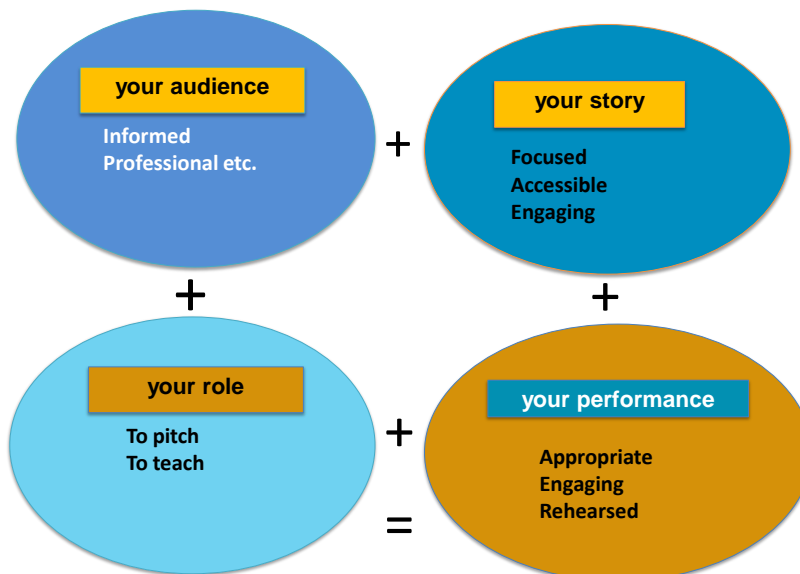 your audience
Informed
Professional etc.
+
your story
Focused
Accessible
Engaging
+
+
your role
To pitch
To teach
+
your performance
Appropriate
Engaging
Rehearsed
=